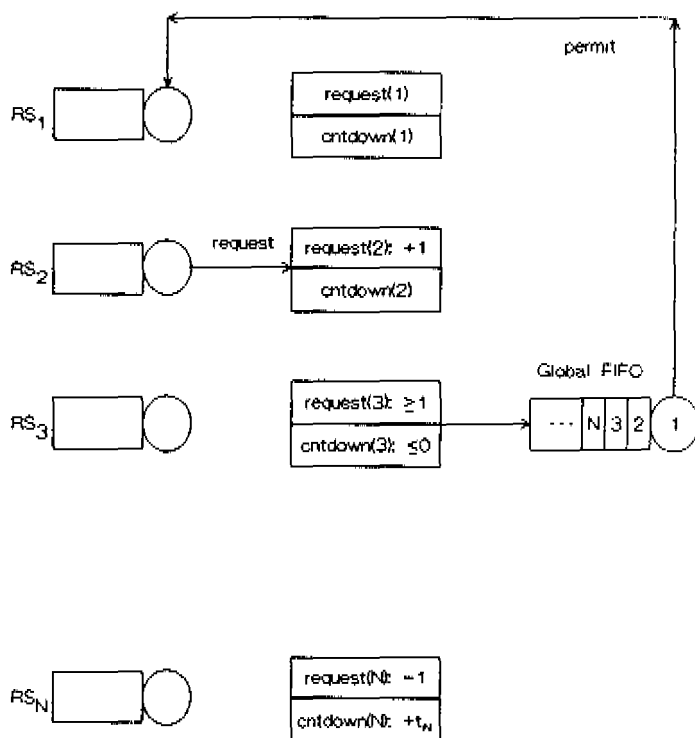 permit
RS1
request(1)
cntdown(1)
RS2
request
request(2): +1
cntdown(2)
Global FIFO
RS3
request(3): ≥1
cntdown(3): ≤0
--- N 3 2 1
RSN
request(N): -1
cntdown(N): +tN